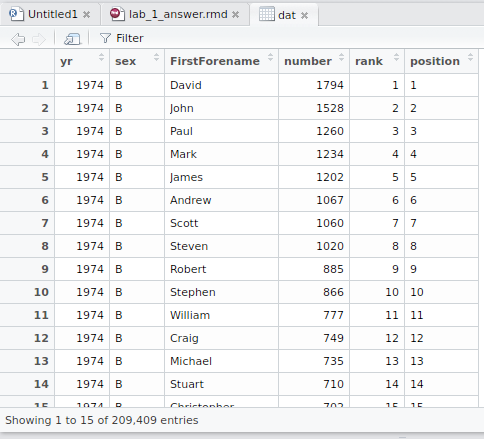 Untitled1 lab_1_answer.rmd dat
Filter
yr sex FirstForename number rank position
1 1974 B David 1794 1 1
2 1974 B John 1528 2 2
3 1974 B Paul 1260 3 3
4 1974 B Mark 1234 4 4
5 1974 B James 1202 5 5
6 1974 B Andrew 1067 6 6
7 1974 B Scott 1060 7 7
8 1974 B Steven 1020 8 8
9 1974 B Robert 885 9 9
10 1974 B Stephen 866 10 10
11 1974 B William 777 11 11
12 1974 B Craig 749 12 12
13 1974 B Michael 735 13 13
14 1974 B Stuart 710 14 14
15 1974 B Christopher 702 15 15
Showing 1 to 15 of 209,409 entries